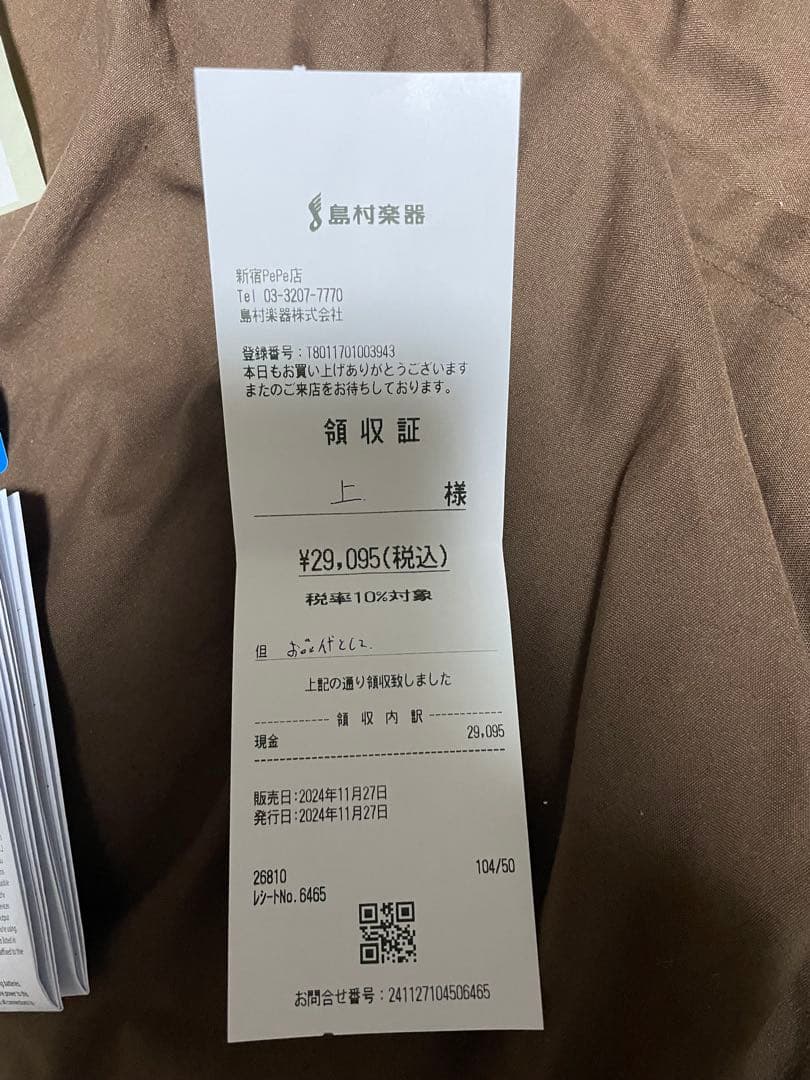 島村楽器
新宿PePe店
Tel 03-3207-7770
島村楽器株式会社
登録番号:T8011701003943
本日もお買い上げありがとうございます
またのご来店をお待ちしております。
領収証
上 様
¥29,095(税込)
税率10%対象
但 お品代として
上記の通り領収致しました
------------ 領 収 内 訳 ------------
現金 29,095
販売日:2024年11月27日
発行日:2024年11月27日
26810 104/50
レシートNo.6465
お問合せ番号:241127104506465